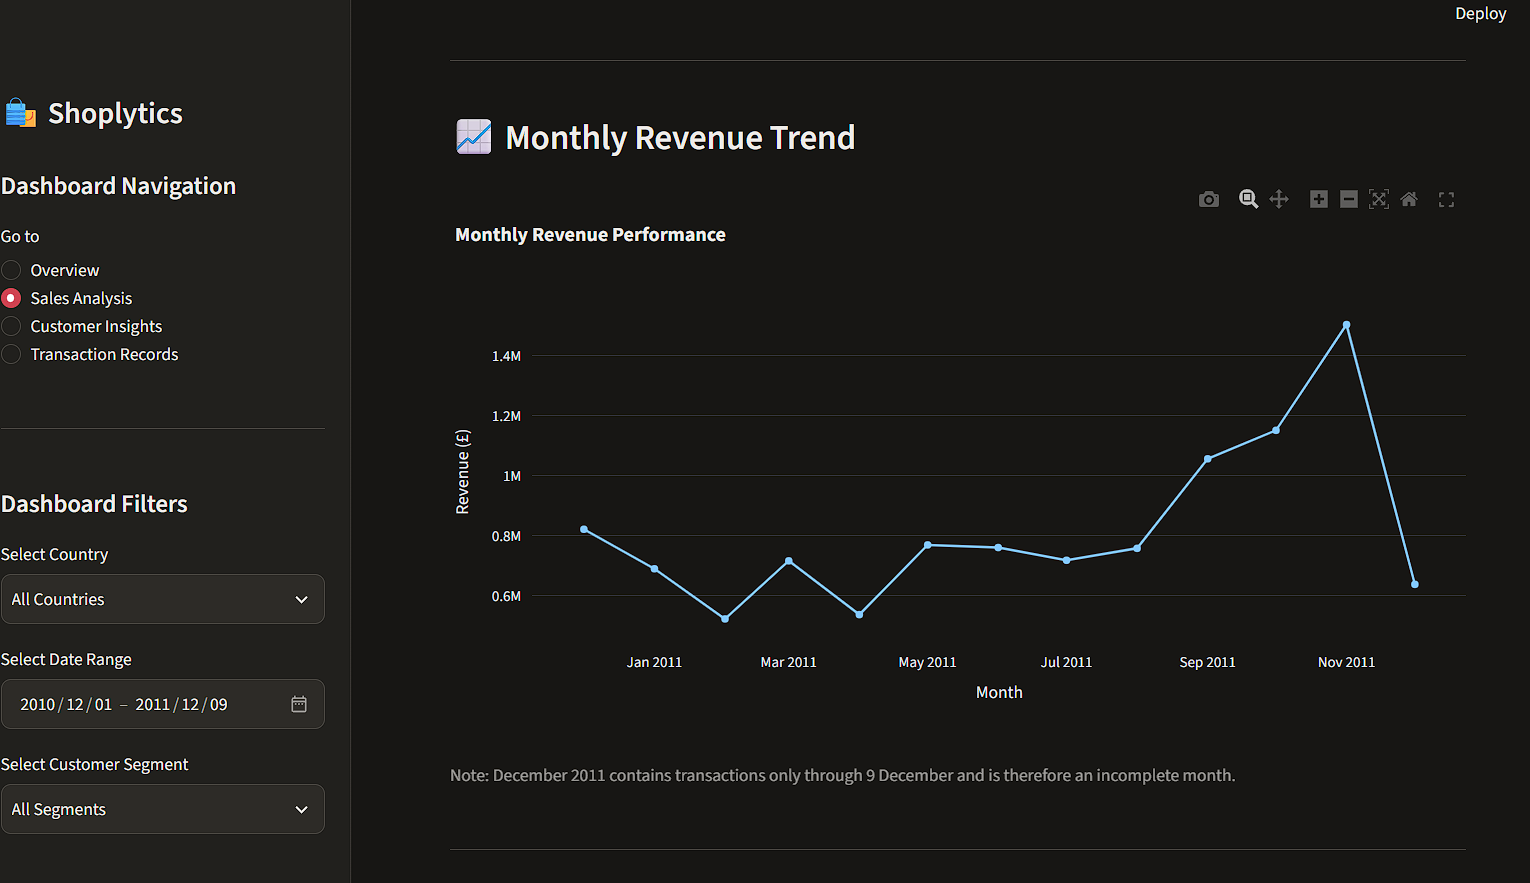 Deploy
Shoplytics
Dashboard Navigation
Go to
Overview
Sales Analysis
Customer Insights
Transaction Records
Dashboard Filters
Select Country
All Countries
Select Date Range
2010/12/01 – 2011/12/09
Select Customer Segment
All Segments
Monthly Revenue Trend
Monthly Revenue Performance
1.4M
1.2M
1M
0.8M
0.6M
Revenue (£)
Jan 2011 Mar 2011 May 2011 Jul 2011 Sep 2011 Nov 2011
Month
Note: December 2011 contains transactions only through 9 December and is therefore an incomplete month.